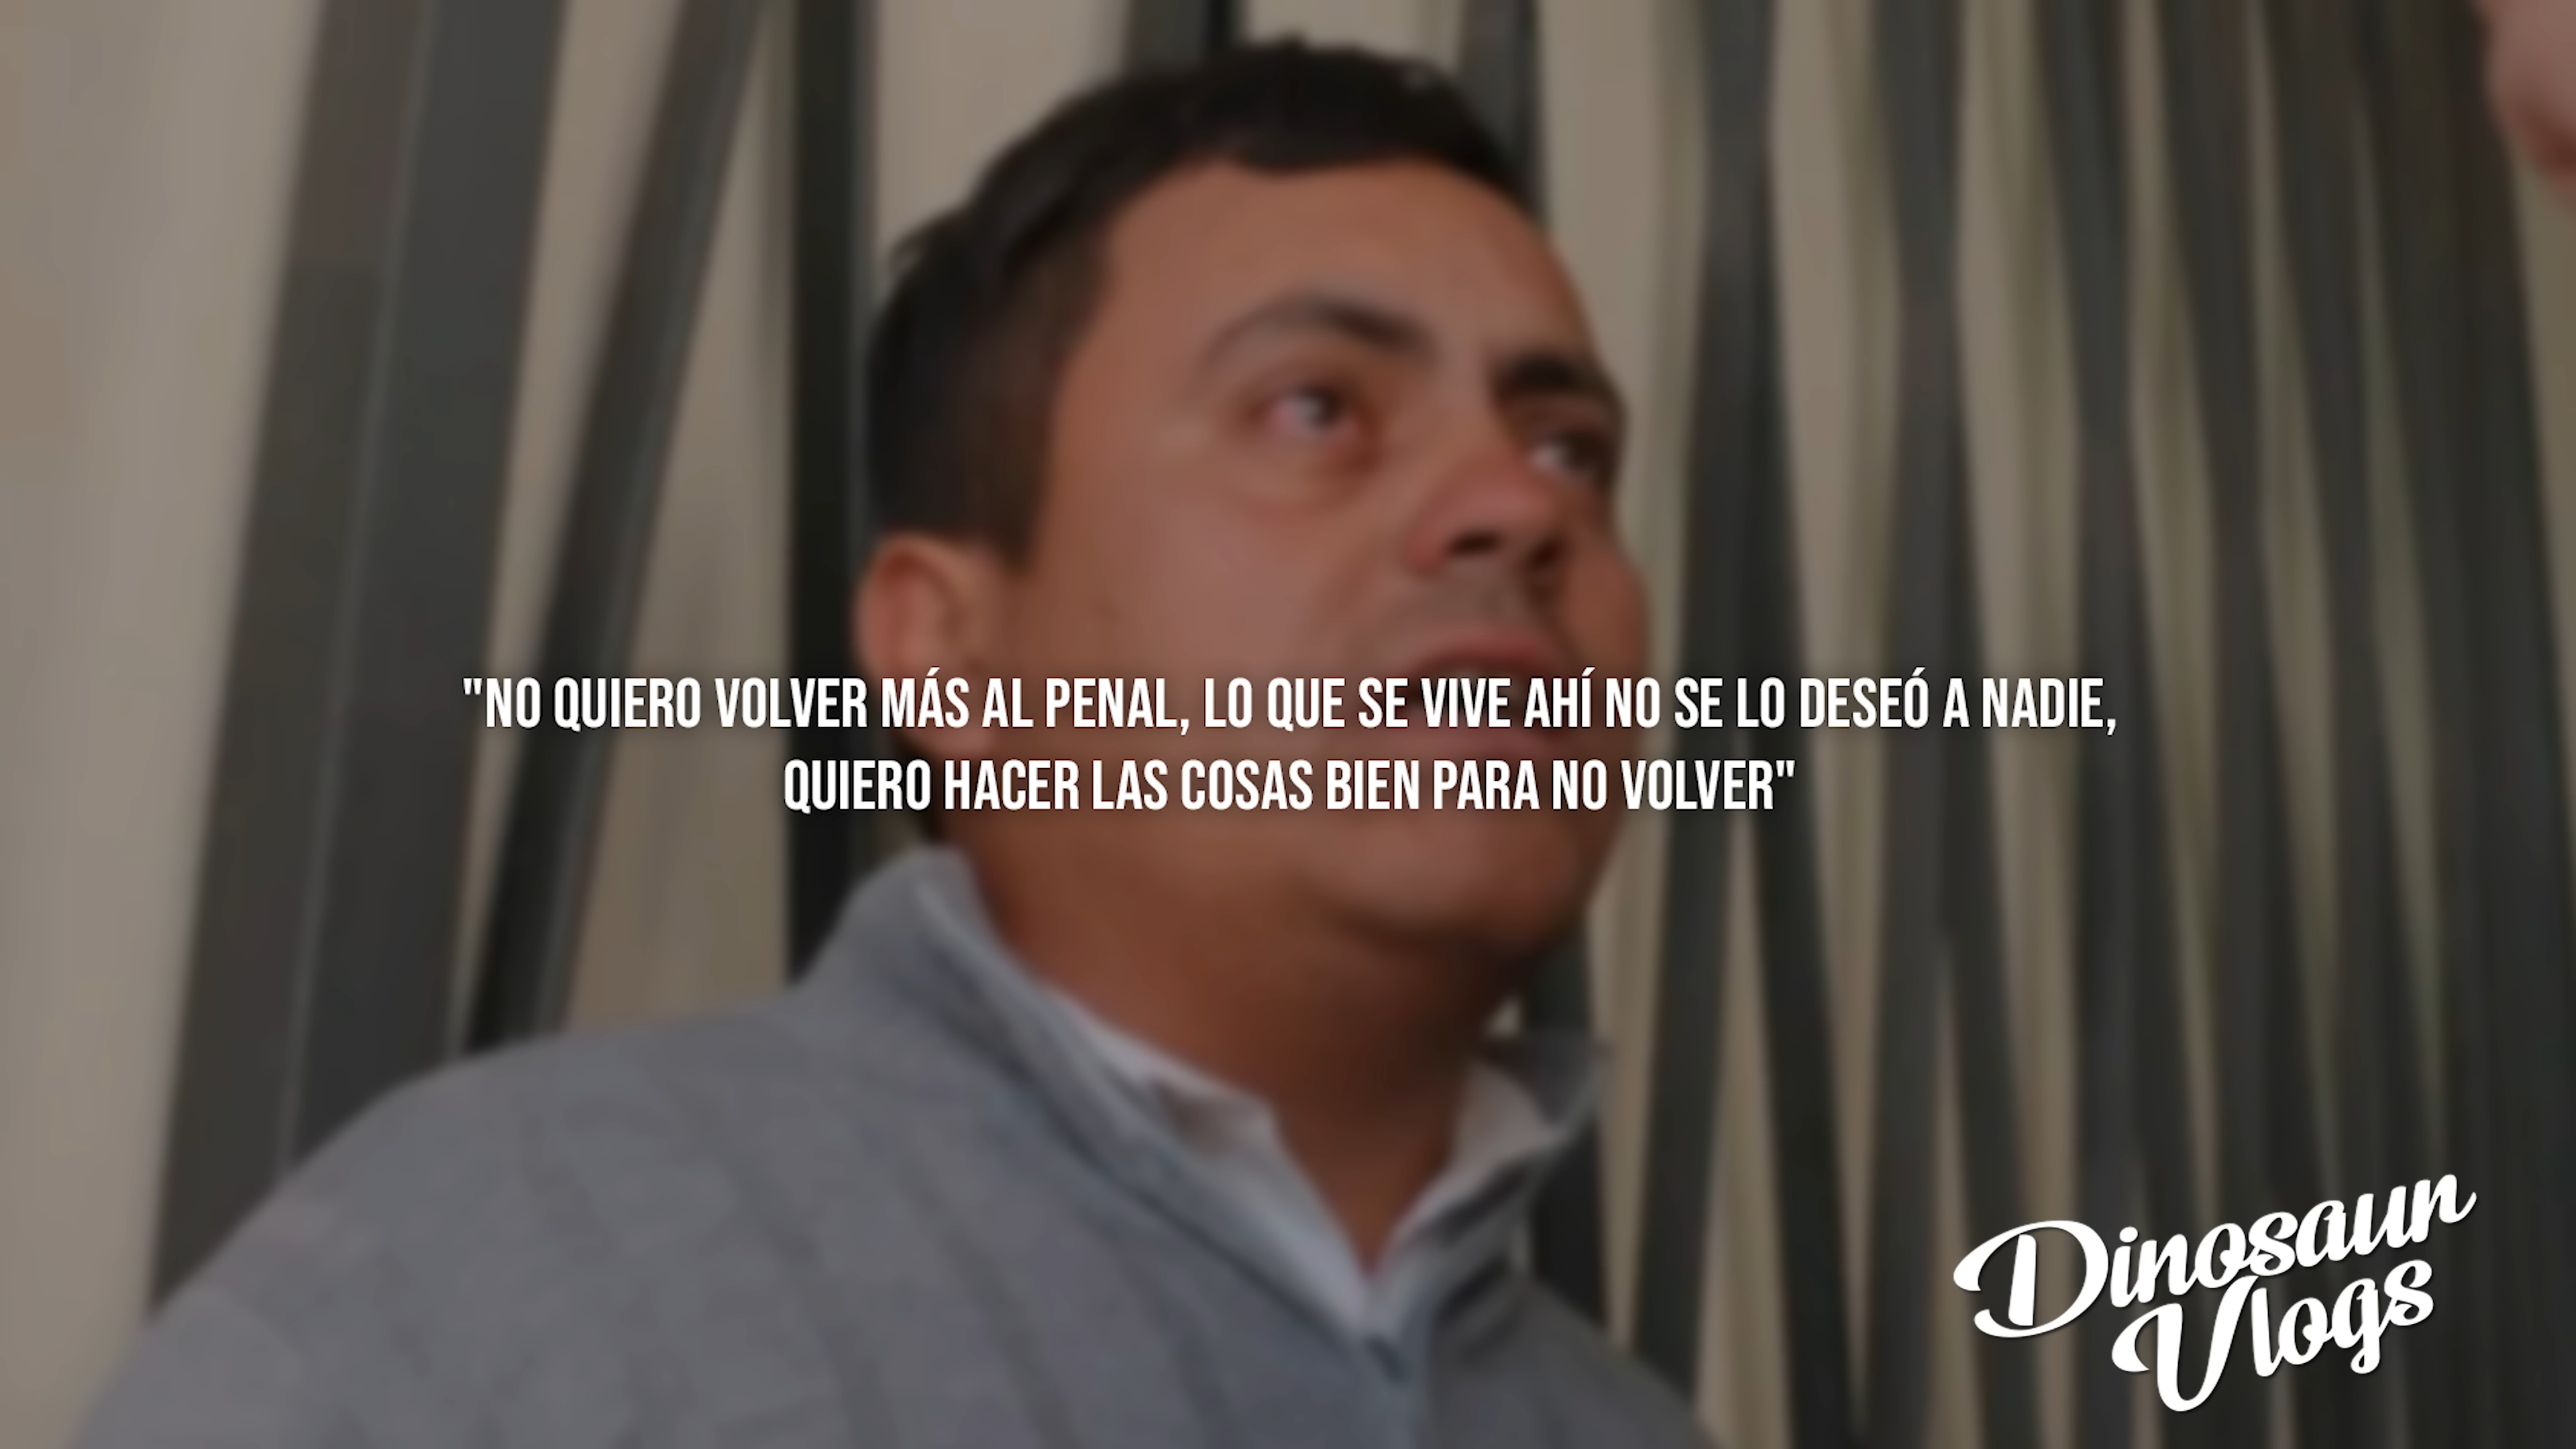 "NO QUIERO VOLVER MÁS AL PENAL, LO QUE SE VIVE AHÍ NO SE LO DESEÓ A NADIE,
QUIERO HACER LAS COSAS BIEN PARA NO VOLVER"
Dinosaun
Vlogs